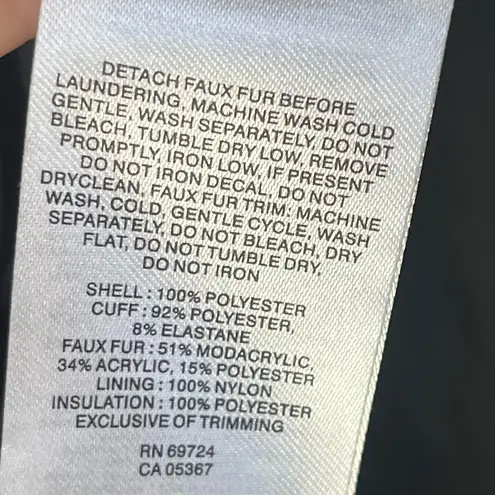 DETACH FAUX FUR BEFORE
LAUNDERING, MACHINE WASH COLD
GENTLE, WASH SEPARATELY, DO NOT
BLEACH, TUMBLE DRY LOW, REMOVE
PROMPTLY, IRON LOW, IF PRESENT
DO NOT IRON DECAL, DO NOT
DRYCLEAN, FAUX FUR TRIM: MACHINE
WASH, COLD, GENTLE CYCLE, WASH
SEPARATELY, DO NOT BLEACH, DRY
FLAT, DO NOT TUMBLE DRY,
DO NOT IRON
SHELL : 100% POLYESTER
CUFF : 92% POLYESTER,
8% ELASTANE
FAUX FUR : 51% MODACRYLIC,
34% ACRYLIC, 15% POLYESTER
LINING : 100% NYLON
INSULATION : 100% POLYESTER
EXCLUSIVE OF TRIMMING
RN 69724
CA 05367